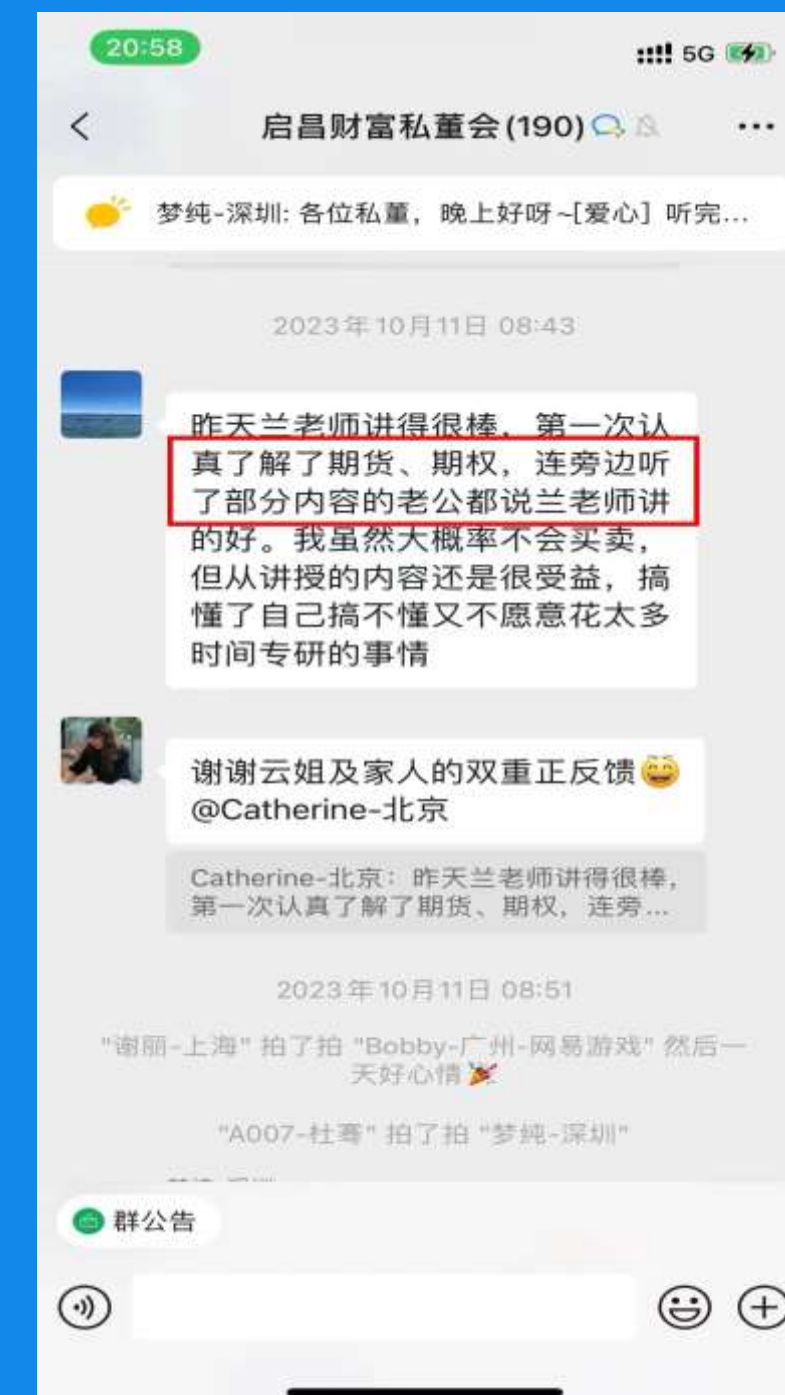 20:58
5G
启昌财富私董会(190)
梦纯-深圳: 各位私董，晚上好呀~[爱心] 听完...
2023年10月11日 08:43
昨天兰老师讲得很棒，第一次认
真了解了期货、期权，连旁边听
了部分内容的老公都说兰老师讲
的好。我虽然大概率不会买卖，
但从讲授的内容还是很受益，搞
懂了自己搞不懂又不愿意花太多
时间专研的事情
谢谢云姐及家人的双重正反馈😄
@Catherine-北京
Catherine-北京：昨天兰老师讲得很棒，
第一次认真了解了期货、期权，连旁...
2023年10月11日 08:51
"谢丽-上海" 拍了拍 "Bobby-广州-网易游戏" 然后一
天好心情🎉
"A007-杜骞" 拍了拍 "梦纯-深圳"
群公告